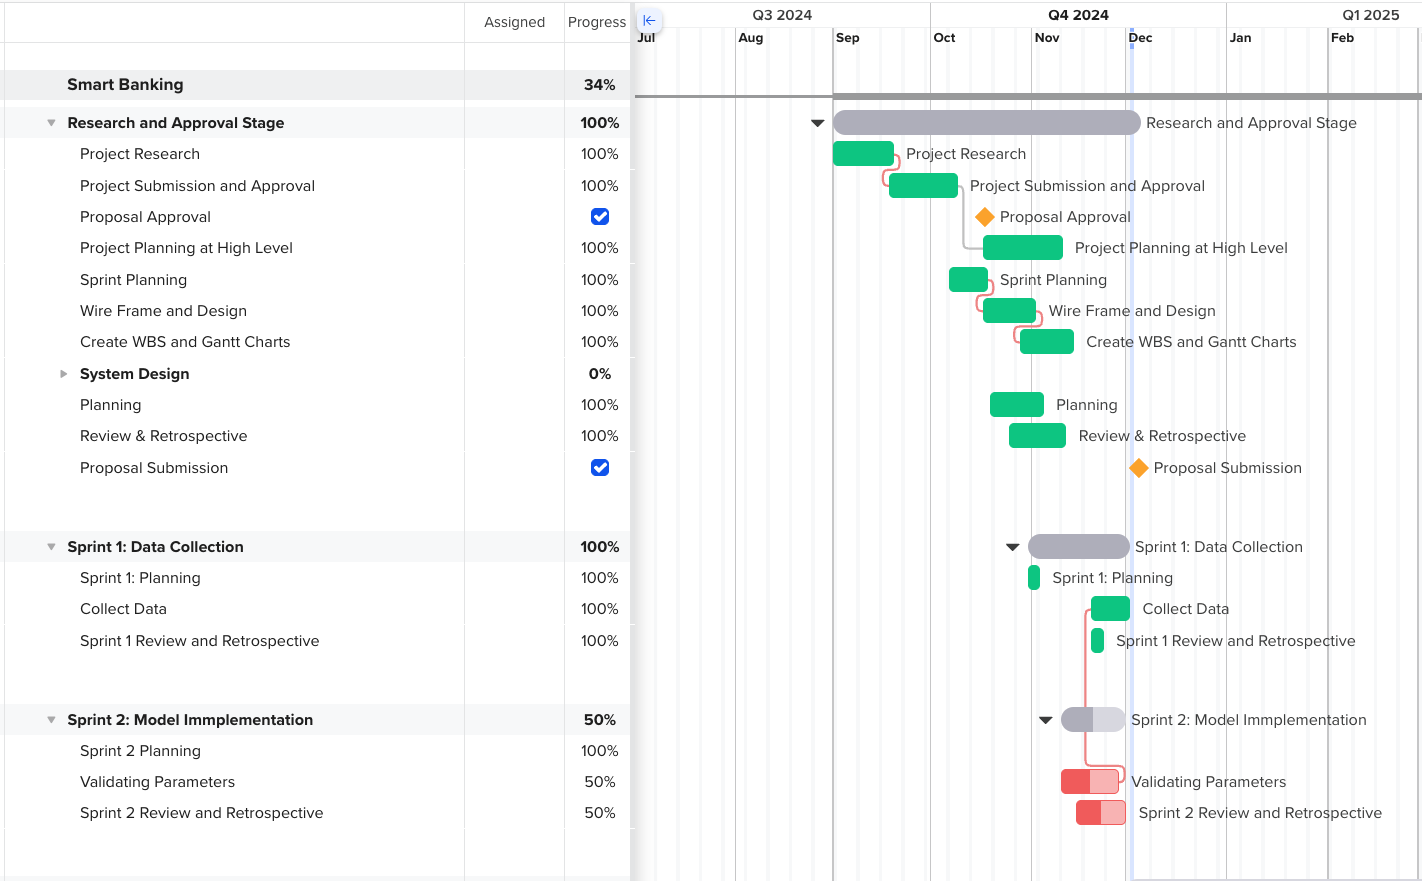 Assigned Progress Q3 2024 Q4 2024 Q1 2025
Jul Aug Sep Oct Nov Dec Jan Feb
Smart Banking 34%
Research and Approval Stage 100% Research and Approval Stage
Project Research 100% Project Research
Project Submission and Approval 100% Project Submission and Approval
Proposal Approval Proposal Approval
Project Planning at High Level 100% Project Planning at High Level
Sprint Planning 100% Sprint Planning
Wire Frame and Design 100% Wire Frame and Design
Create WBS and Gantt Charts 100% Create WBS and Gantt Charts
System Design 0%
Planning 100% Planning
Review & Retrospective 100% Review & Retrospective
Proposal Submission Proposal Submission
Sprint 1: Data Collection 100% Sprint 1: Data Collection
Sprint 1: Planning 100% Sprint 1: Planning
Collect Data 100% Collect Data
Sprint 1 Review and Retrospective 100% Sprint 1 Review and Retrospective
Sprint 2: Model Immplementation 50% Sprint 2: Model Immplementation
Sprint 2 Planning 100%
Validating Parameters 50% Validating Parameters
Sprint 2 Review and Retrospective 50% Sprint 2 Review and Retrospective